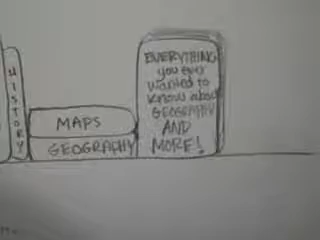 HISTORY
MAPS
GEOGRAPHY
EVERYTHING
you ever
wanted to
know about
GEOGRAPHY
AND
MORE!